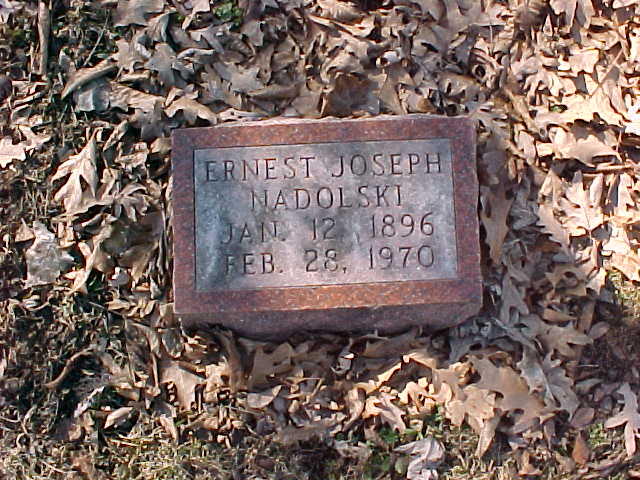 ERNEST JOSEPH
NADOLSKI
JAN. 12, 1896
FEB. 28, 1970